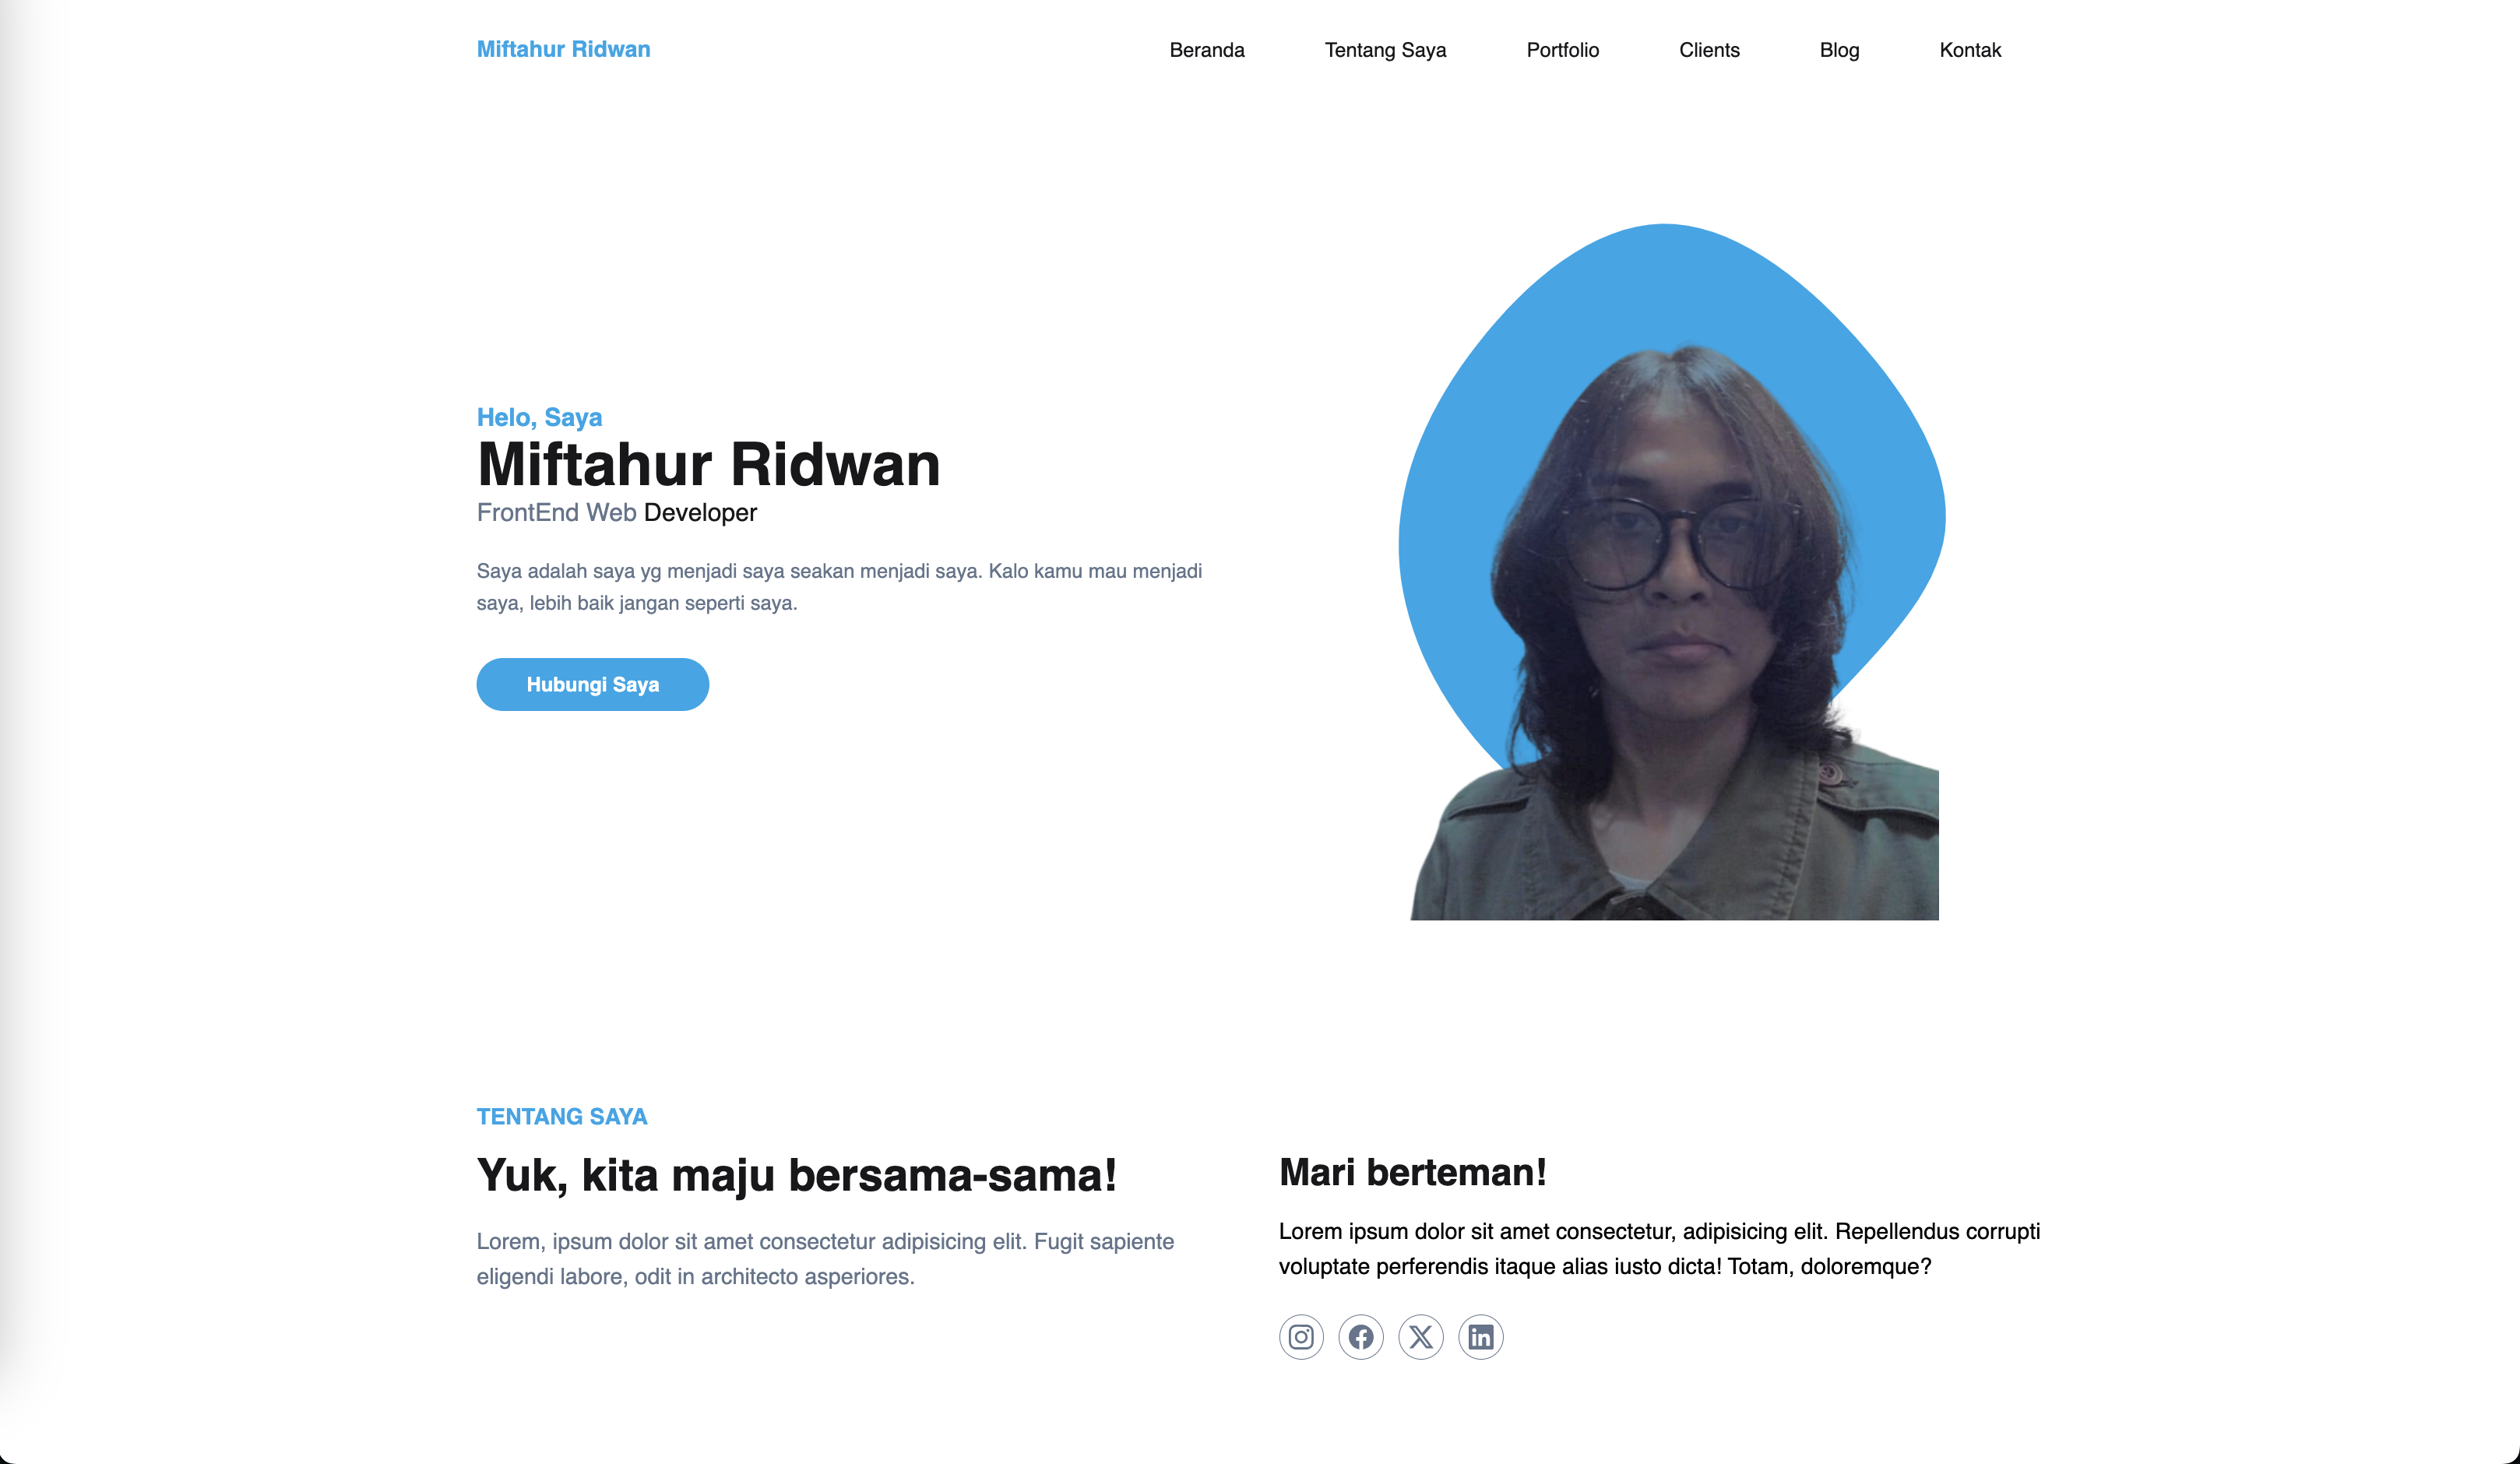 Miftahur Ridwan
Beranda
Tentang Saya
Portfolio
Clients
Blog
Kontak
Helo, Saya
Miftahur Ridwan
FrontEnd Web Developer
Saya adalah saya yg menjadi saya seakan menjadi saya. Kalo kamu mau menjadi
saya, lebih baik jangan seperti saya.
Hubungi Saya
TENTANG SAYA
Yuk, kita maju bersama-sama!
Lorem, ipsum dolor sit amet consectetur adipisicing elit. Fugit sapiente
eligendi labore, odit in architecto asperiores.
Mari berteman!
Lorem ipsum dolor sit amet consectetur, adipisicing elit. Repellendus corrupti
voluptate perferendis itaque alias iusto dicta! Totam, doloremque?